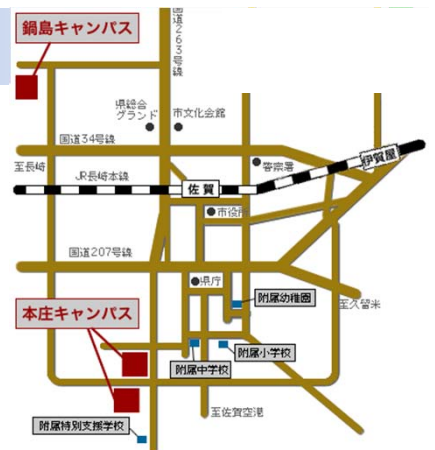 鍋島キャンパス
国道263号線
県総合
グランド
市文化会館
国道34号線
至長崎
JR長崎本線
警察署
伊賀屋
佐賀
市役所
国道207号線
県庁
附属幼稚園
至久留米
本庄キャンパス
附属中学校
附属小学校
至佐賀空港
附属特別支援学校